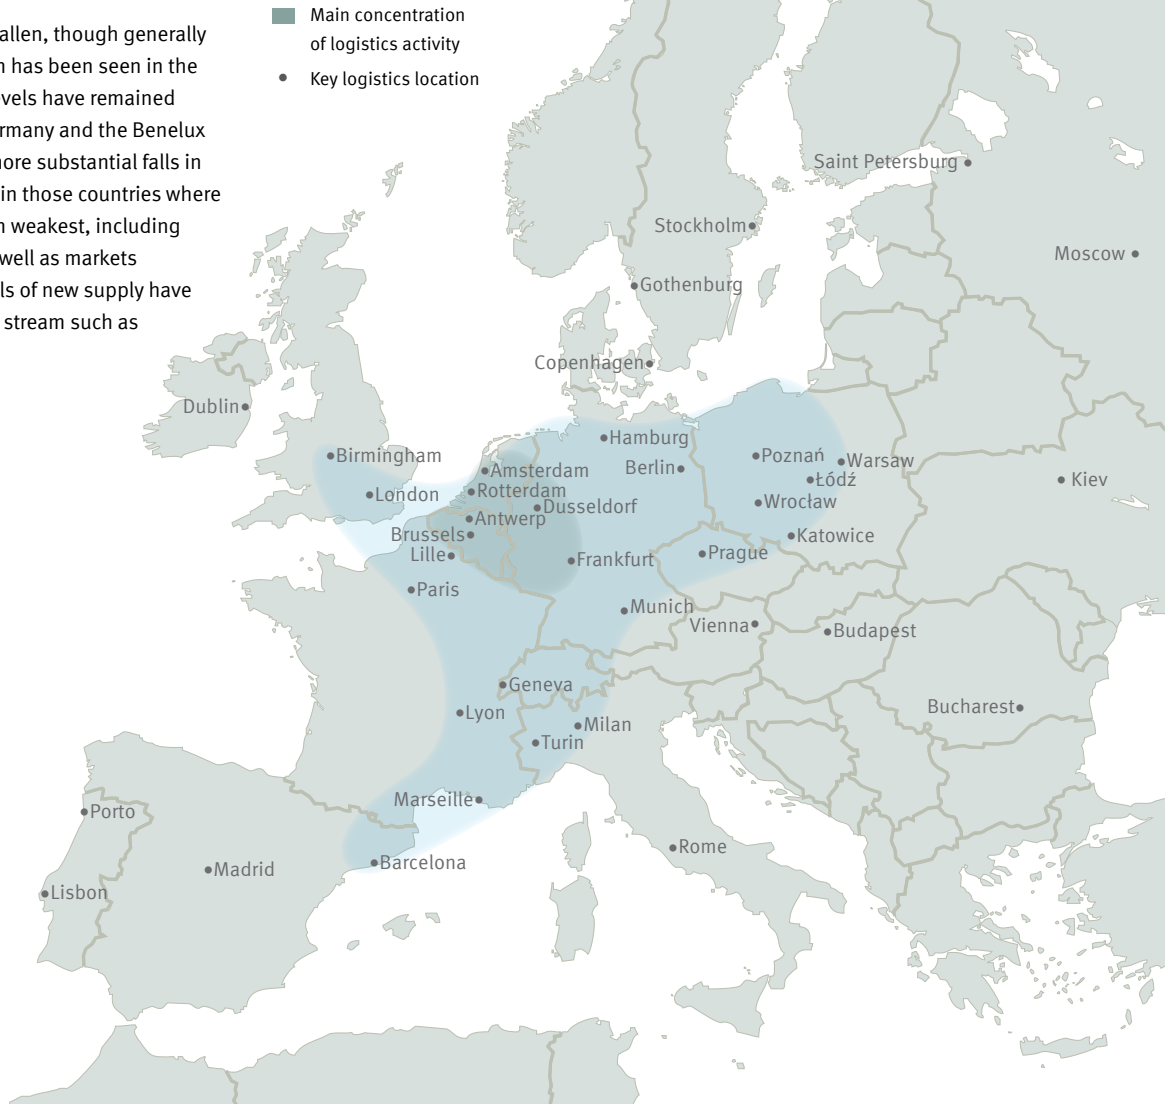 allen, though generally
has been seen in the
have remained
and the Benelux
substantial falls in
in those countries where
weakest, including
well as markets
of new supply have
stream such as
Main concentration
of logistics activity
Key logistics location
Saint Petersburg
Stockholm
Moscow
Gothenburg
Copenhagen
Dublin
Hamburg
Birmingham
Poznań
Warsaw
Amsterdam
Berlin
Łódź
Kiev
London
Rotterdam
Wrocław
Dusseldorf
Antwerp
Brussels
Katowice
Lille
Prague
Frankfurt
Paris
Munich
Vienna
Budapest
Geneva
Bucharest
Lyon
Milan
Turin
Marseille
Porto
Rome
Barcelona
Madrid
Lisbon